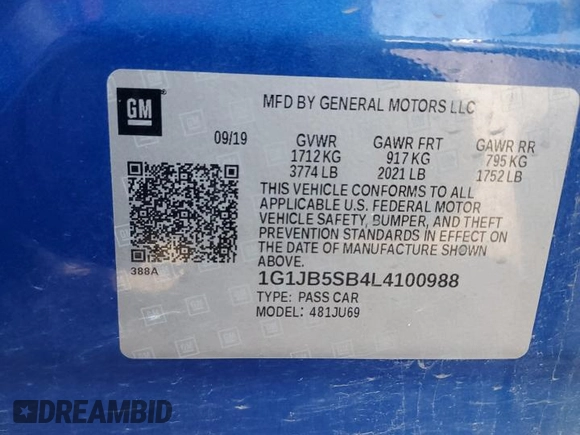 GM
MFD BY GENERAL MOTORS LLC
09/19 GVWR GAWR FRT GAWR RR
1712 KG 917 KG 795 KG
3774 LB 2021 LB 1752 LB
THIS VEHICLE CONFORMS TO ALL
APPLICABLE U.S. FEDERAL MOTOR
VEHICLE SAFETY, BUMPER, AND THEFT
PREVENTION STANDARDS IN EFFECT ON
THE DATE OF MANUFACTURE SHOWN
ABOVE.
388A
1G1JB5SB4L4100988
TYPE: PASS CAR
MODEL: 481JU69
DREAMBID